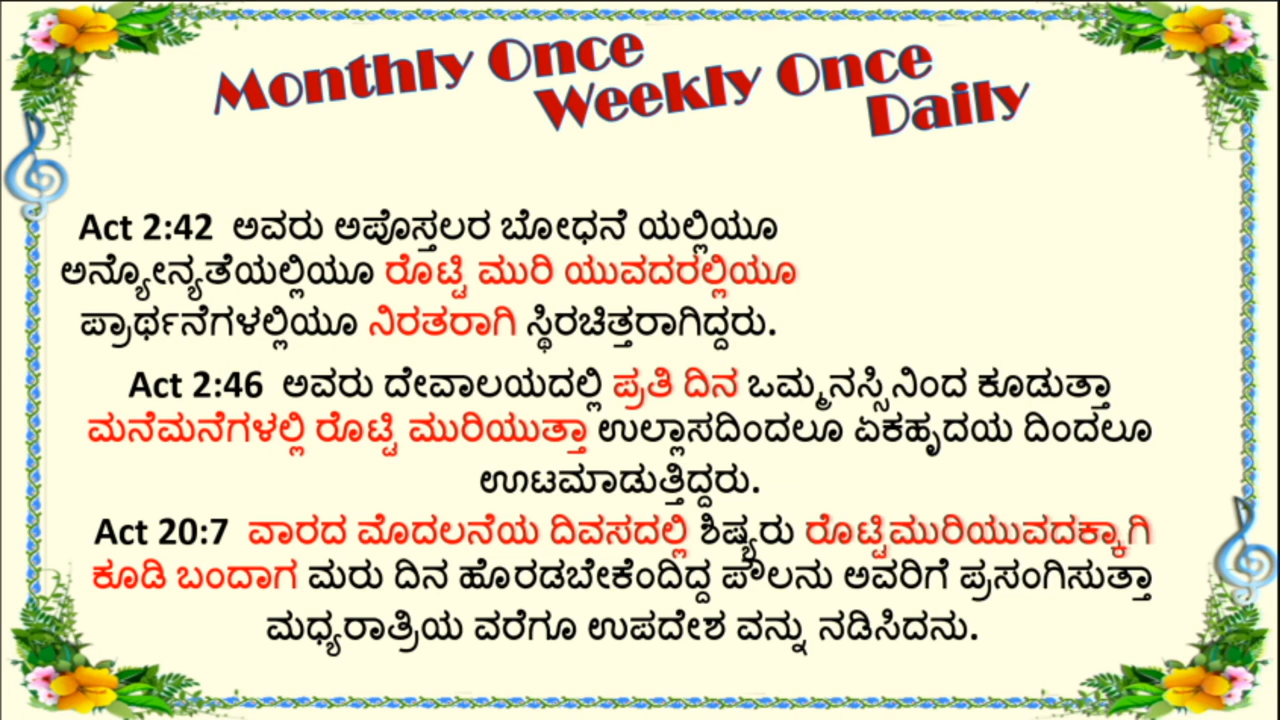 Monthly Once
Weekly Once
Daily
Act 2:42 ಅವರು ಅಪೊಸ್ತಲರ ಬೋಧನೆ ಯಲ್ಲಿಯೂ
ಅನ್ಯೋನ್ಯತೆಯಲ್ಲಿಯೂ ರೊಟ್ಟಿ ಮುರಿ ಯುವದರಲ್ಲಿಯೂ
ಪ್ರಾರ್ಥನೆಗಳಲ್ಲಿಯೂ ನಿರತರಾಗಿ ಸ್ಥಿರಚಿತ್ತರಾಗಿದ್ದರು.
Act 2:46 ಅವರು ದೇವಾಲಯದಲ್ಲಿ ಪ್ರತಿ ದಿನ ಒಮ್ಮನಸ್ಸಿನಿಂದ ಕೂಡುತ್ತಾ
ಮನೆಮನೆಗಳಲ್ಲಿ ರೊಟ್ಟಿ ಮುರಿಯುತ್ತಾ ಉಲ್ಲಾಸದಿಂದಲೂ ಏಕಹೃದಯ ದಿಂದಲೂ
ಊಟಮಾಡುತ್ತಿದ್ದರು.
Act 20:7 ವಾರದ ಮೊದಲನೆಯ ದಿವಸದಲ್ಲಿ ಶಿಷ್ಯರು ರೊಟ್ಟಿಮುರಿಯುವದಕ್ಕಾಗಿ
ಕೂಡಿ ಬಂದಾಗ ಮರು ದಿನ ಹೊರಡಬೇಕೆಂದಿದ್ದ ಪೌಲನು ಅವರಿಗೆ ಪ್ರಸಂಗಿಸುತ್ತಾ
ಮಧ್ಯರಾತ್ರಿಯ ವರೆಗೂ ಉಪದೇಶ ವನ್ನು ನಡಿಸಿದನು.